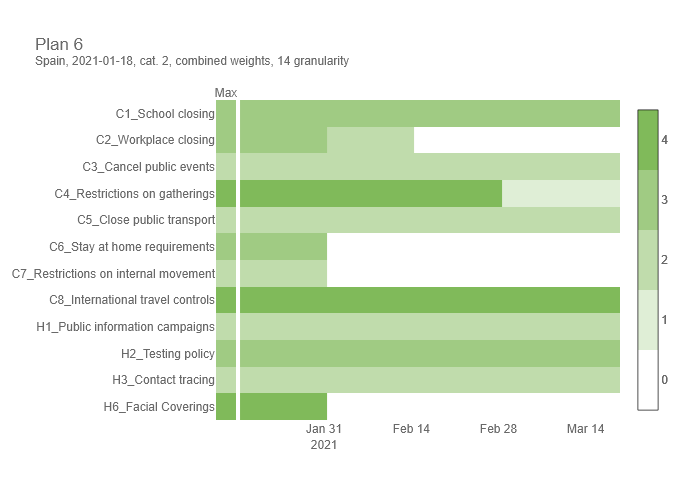 Plan 6
Spain, 2021-01-18, cat. 2, combined weights, 14 granularity
Max
C1_School closing
C2_Workplace closing
C3_Cancel public events
C4_Restrictions on gatherings
C5_Close public transport
C6_Stay at home requirements
C7_Restrictions on internal movement
C8_International travel controls
H1_Public information campaigns
H2_Testing policy
H3_Contact tracing
H6_Facial Coverings
Jan 31 Feb 14 Feb 28 Mar 14
2021
4
3
2
1
0